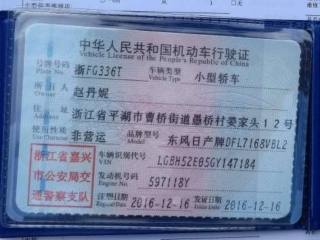 中华人民共和国机动车行驶证
Vehicle License of the People's Republic of China
号牌号码 浙FG336T 车辆类型 小型轿车
Plate No. Vehicle Type
所有人 赵丹妮
Owner
住址 浙江省平湖市曹桥街道愚桥村姜家头12号
Address
使用性质 非营运 品牌型号 东风日产牌DFL7168VBL2
Use Character Model
浙江省嘉兴
市公安局交
通警察支队
车辆识别代号 LGBH52E05GY147184
VIN
发动机号码 597118Y
Engine No.
注册日期 2016-12-16 发证日期 2016-12-16
Register Date Issue Date